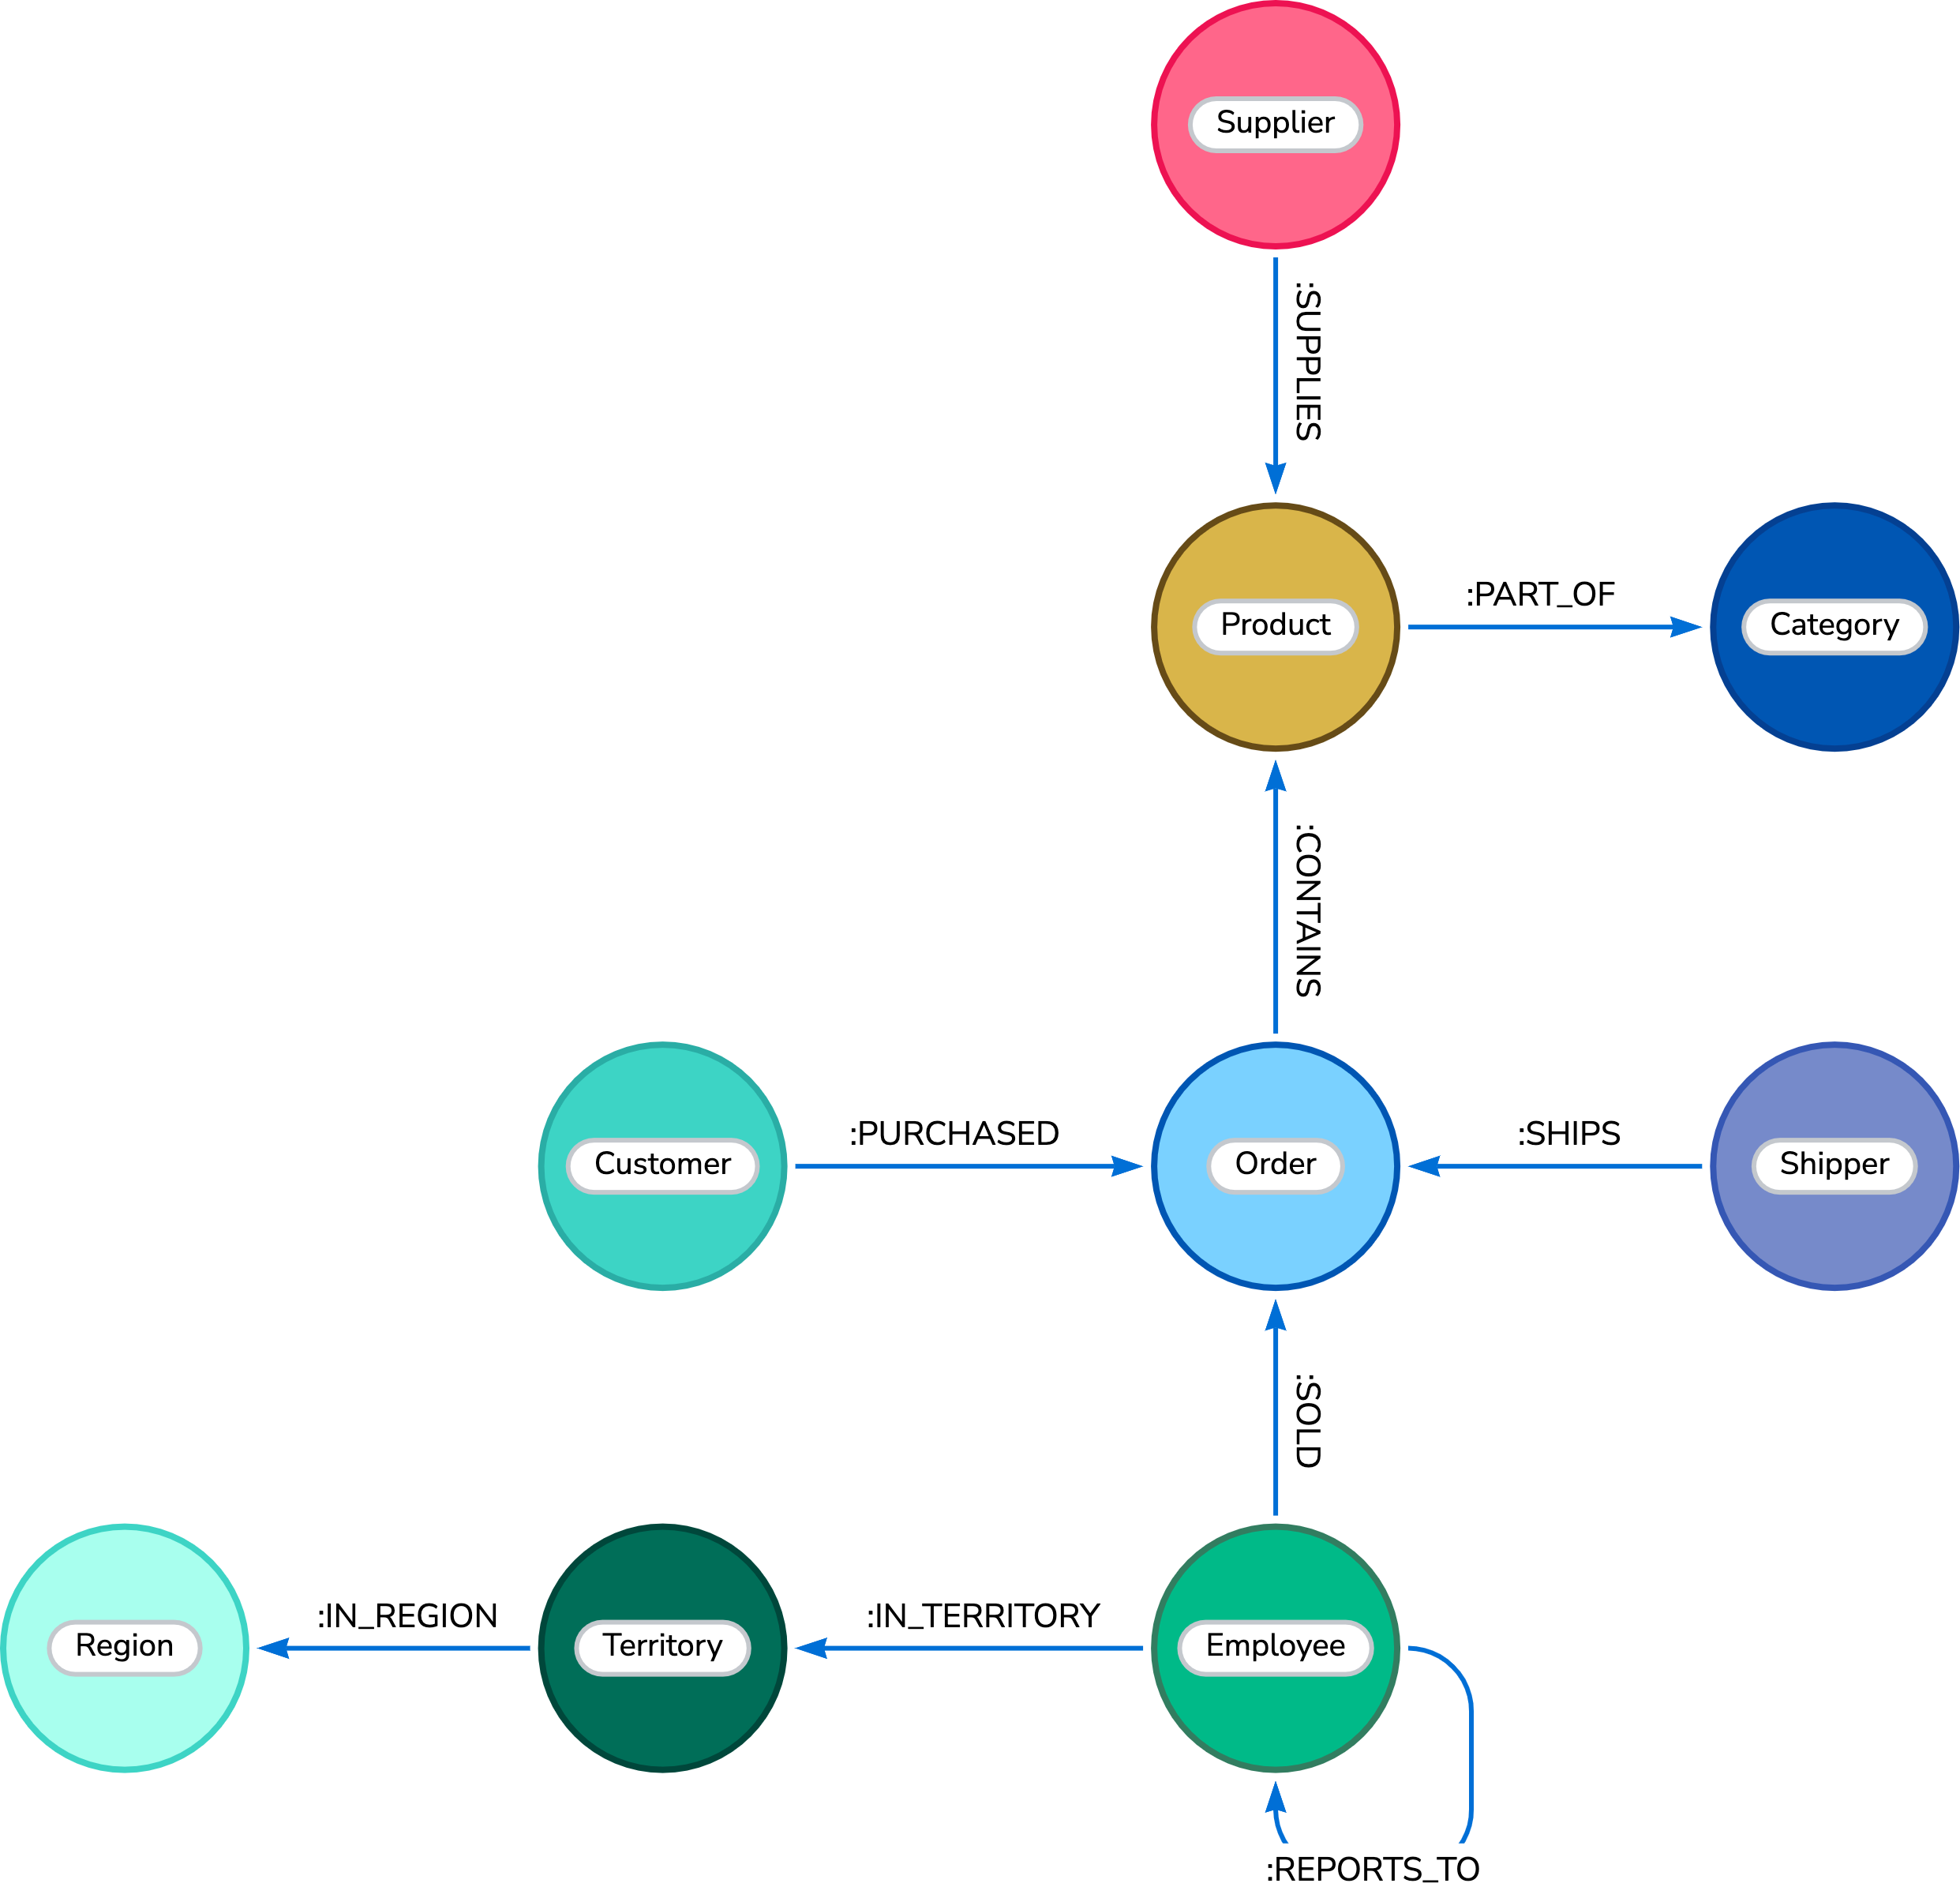 Supplier
:SUPPLIES
Product
:PART_OF
Category
:CONTAINS
Customer
:PURCHASED
Order
:SHIPS
Shipper
:SOLD
Region
:IN_REGION
Territory
:IN_TERRITORY
Employee
:REPORTS_TO